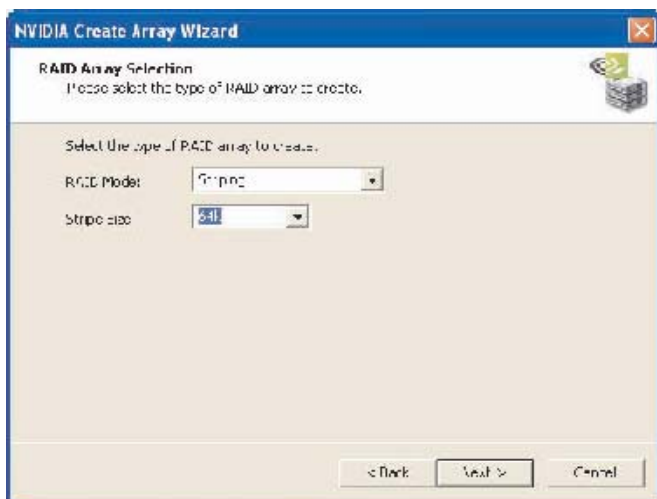 NVIDIA Create Array Wizard
RAID Array Selection
Please select the type of RAID array to create.
Select the type of RAID array to create.
RAID Mode: Striping
Stripe Size 64k
< Back Next > Cancel